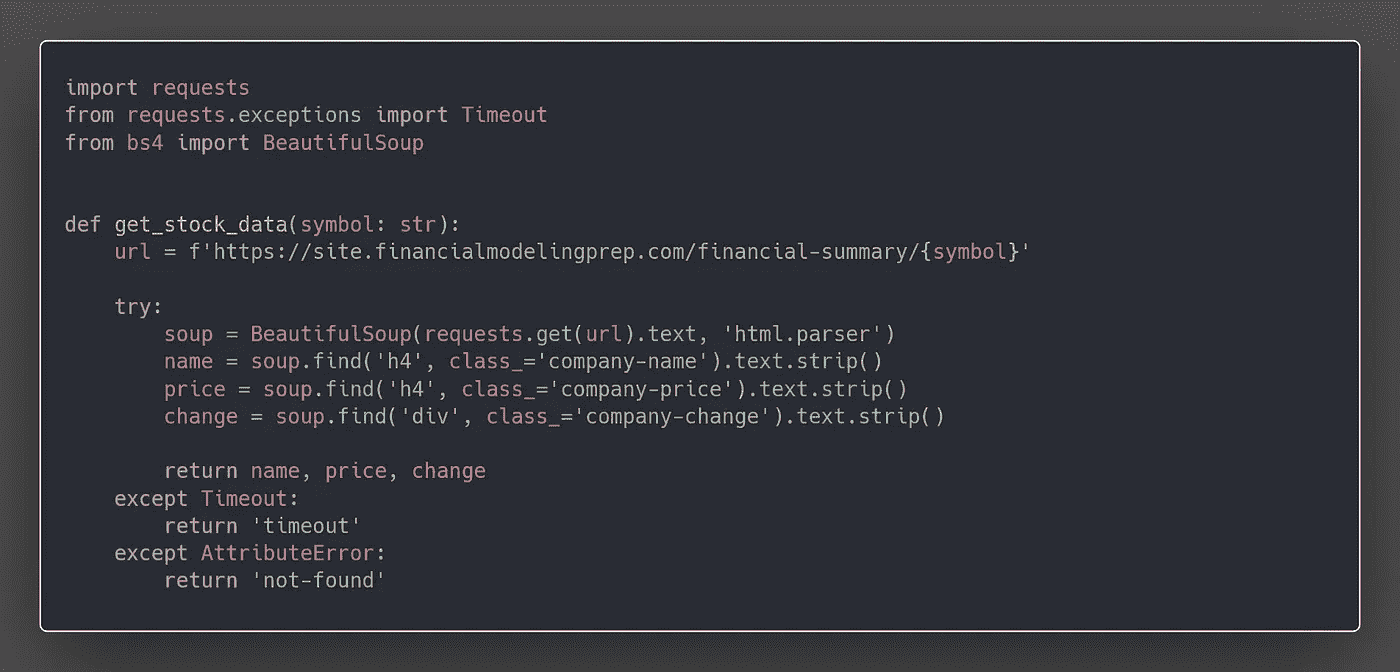 import requests
from requests.exceptions import Timeout
from bs4 import BeautifulSoup
def get_stock_data(symbol: str):
    url = f'https://site.financialmodelingprep.com/financial-summary/{symbol}'
    try:
        soup = BeautifulSoup(requests.get(url).text, 'html.parser')
        name = soup.find('h4', class_='company-name').text.strip()
        price = soup.find('h4', class_='company-price').text.strip()
        change = soup.find('div', class_='company-change').text.strip()
        return name, price, change
    except Timeout:
        return 'timeout'
    except AttributeError:
        return 'not-found'